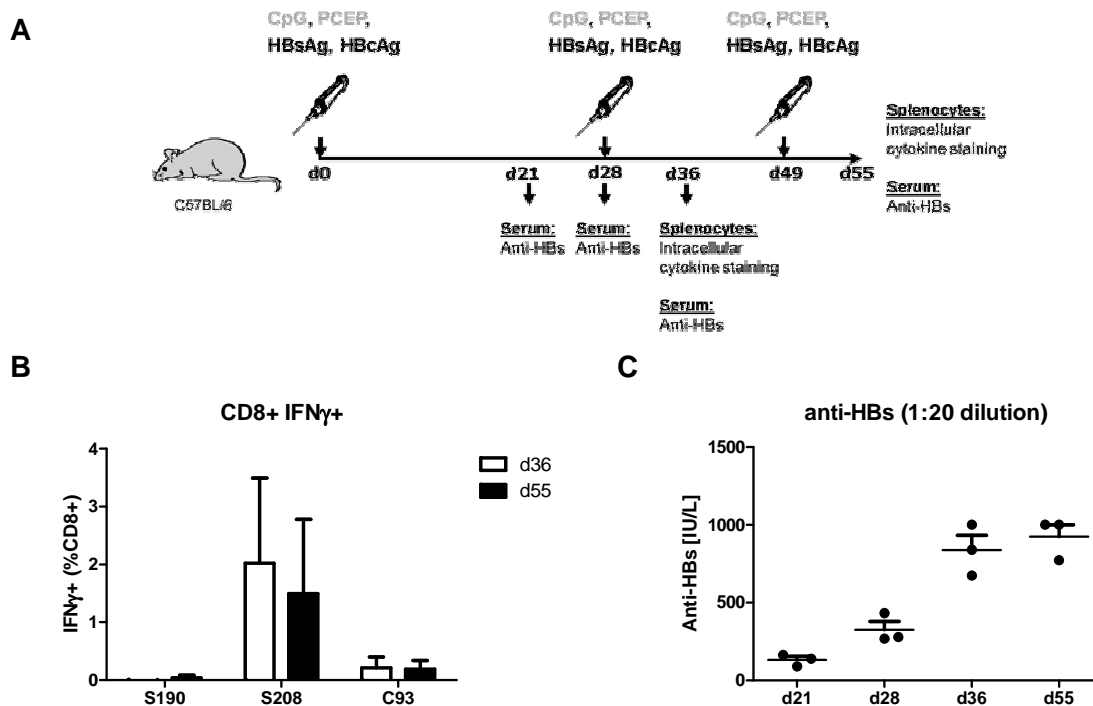 A
CpG, PCEP,
HBsAg, HBcAg
CpG, PCEP,
HBsAg, HBcAg
CpG, PCEP,
HBsAg, HBcAg
C57BL/6
d0
d21
d28
d36
d49
d55
Serum:
Anti-HBs
Serum:
Anti-HBs
Splenocytes:
Intracellular
cytokine staining
Serum:
Anti-HBs
Splenocytes:
Intracellular
cytokine staining
Serum:
Anti-HBs
B
CD8+ IFNγ+
IFNγ+ (%CD8+)
4
3
2
1
0
S190
S208
C93
d36
d55
C
anti-HBs (1:20 dilution)
Anti-HBs [IU/L]
1500
1000
500
0
d21
d28
d36
d55